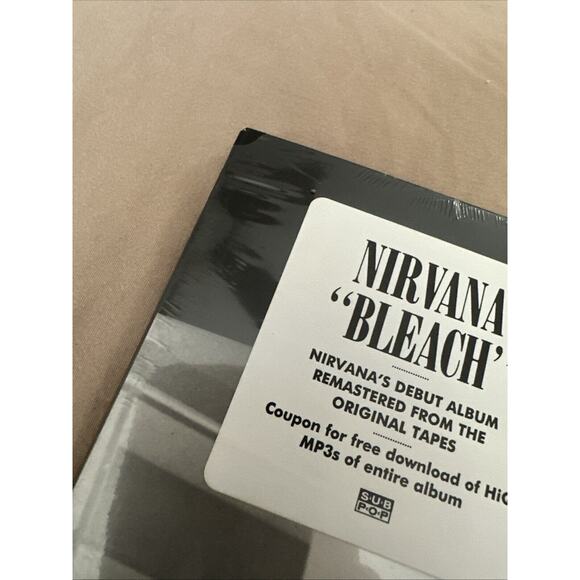 NIRVANA
“BLEACH”
NIRVANA'S DEBUT ALBUM
REMASTERED FROM THE
ORIGINAL TAPES
Coupon for free download of
MP3s of entire album
SUB
POP